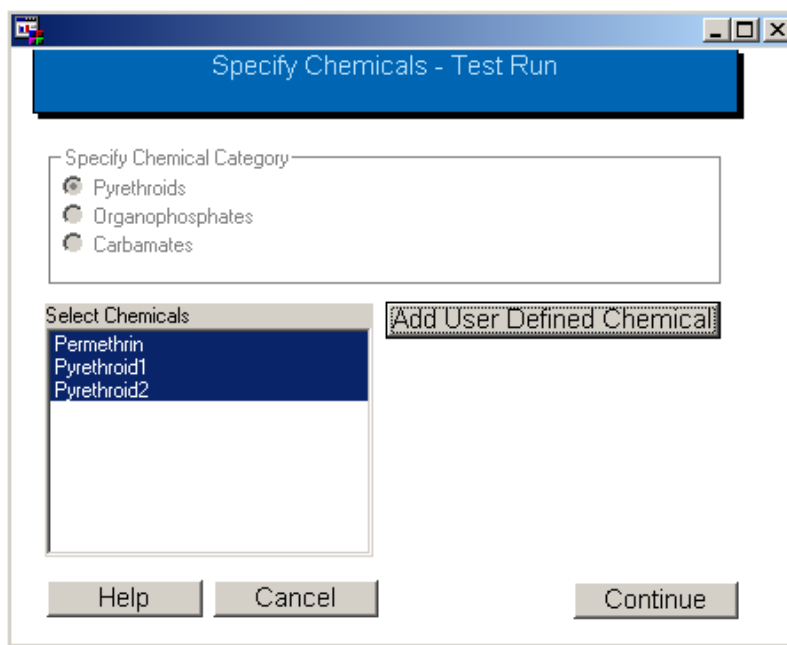 Specify Chemicals - Test Run
Specify Chemical Category
Pyrethroids
Organophosphates
Carbamates
Select Chemicals
Add User Defined Chemical
Permethrin
Pyrethroid1
Pyrethroid2
Help
Cancel
Continue